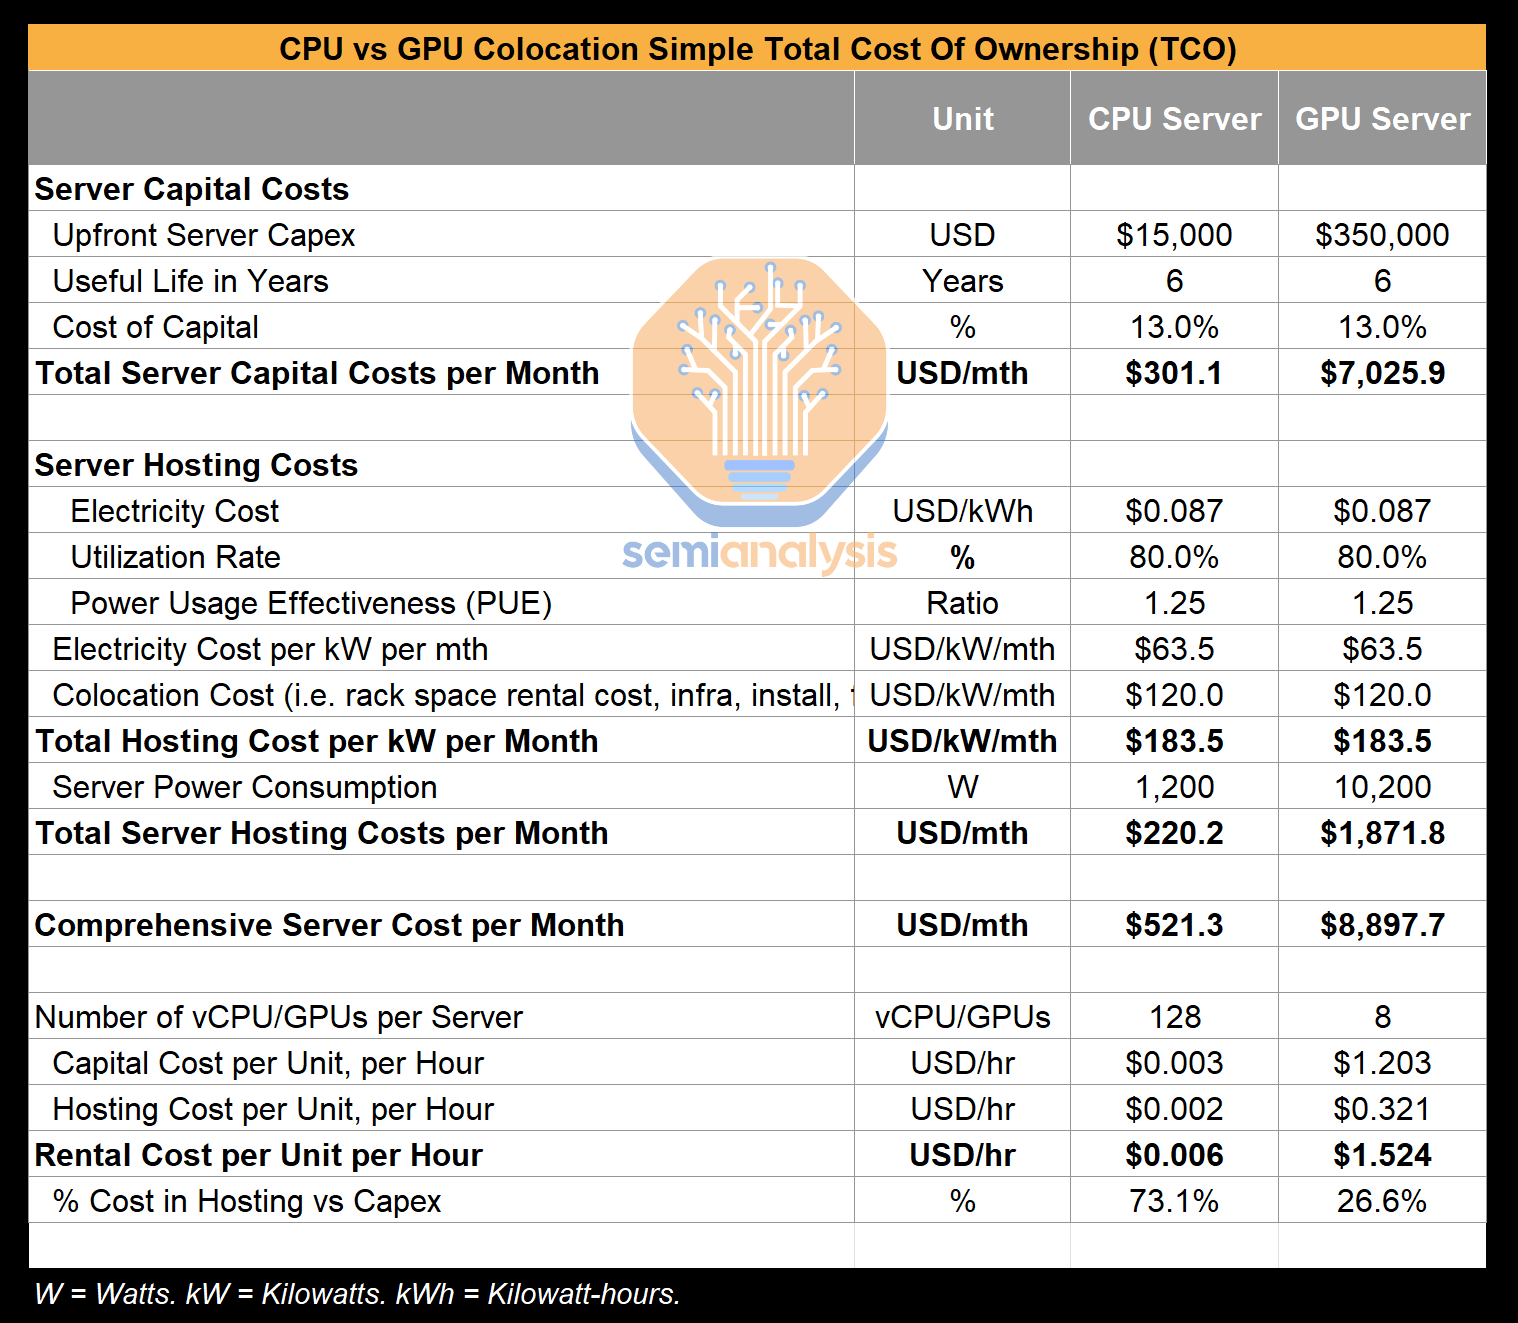 CPU vs GPU Colocation Simple Total Cost Of Ownership (TCO)
Unit CPU Server GPU Server
Server Capital Costs
Upfront Server Capex USD $15,000 $350,000
Useful Life in Years Years 6 6
Cost of Capital % 13.0% 13.0%
Total Server Capital Costs per Month USD/mth $301.1 $7,025.9
Server Hosting Costs
Electricity Cost USD/kWh $0.087 $0.087
semianalysis
Utilization Rate % 80.0% 80.0%
Power Usage Effectiveness (PUE) Ratio 1.25 1.25
Electricity Cost per kW per mth USD/kW/mth $63.5 $63.5
Colocation Cost (i.e. rack space rental cost, infra, install, USD/kW/mth $120.0 $120.0
Total Hosting Cost per kW per Month USD/kW/mth $183.5 $183.5
Server Power Consumption W 1,200 10,200
Total Server Hosting Costs per Month USD/mth $220.2 $1,871.8
Comprehensive Server Cost per Month USD/mth $521.3 $8,897.7
Number of vCPU/GPUs per Server vCPU/GPUs 128 8
Capital Cost per Unit, per Hour USD/hr $0.003 $1.203
Hosting Cost per Unit, per Hour USD/hr $0.002 $0.321
Rental Cost per Unit per Hour USD/hr $0.006 $1.524
% Cost in Hosting vs Capex % 73.1% 26.6%
W = Watts. kW = Kilowatts. kWh = Kilowatt-hours.